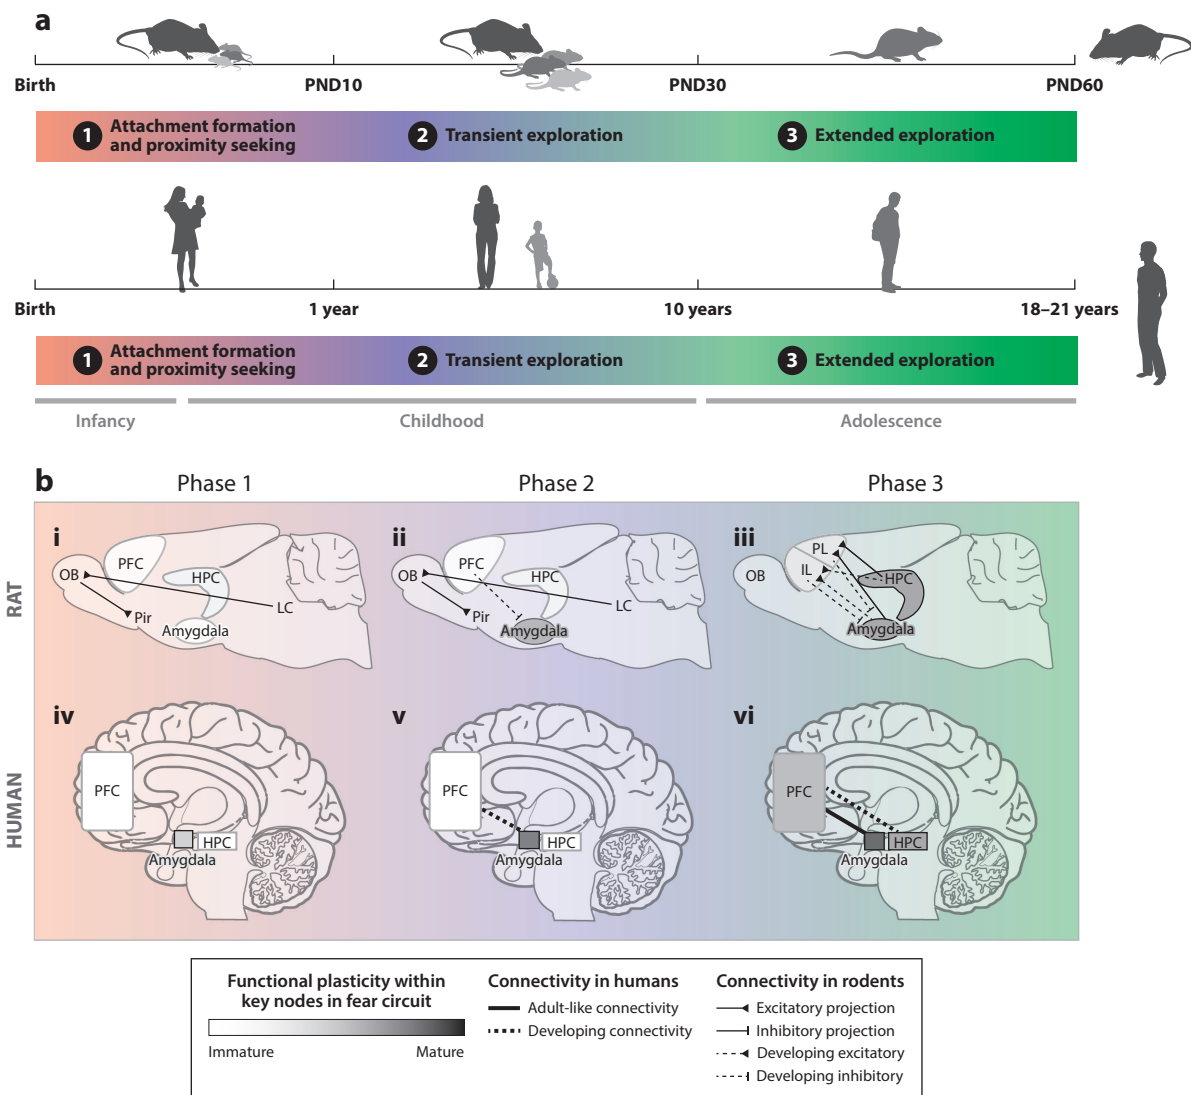 a
Birth PND10 PND30 PND60
1 Attachment formation
and proximity seeking
2 Transient exploration
3 Extended exploration
Birth 1 year 10 years 18–21 years
1 Attachment formation
and proximity seeking
2 Transient exploration
3 Extended exploration
Infancy Childhood Adolescence
b
Phase 1 Phase 2 Phase 3
RAT
i
PFC
OB
HPC
LC
Pir
Amygdala
ii
PFC
OB
HPC
LC
Pir
Amygdala
iii
PL
IL
OB
HPC
Amygdala
HUMAN
iv
PFC
HPC
Amygdala
v
PFC
HPC
Amygdala
vi
PFC
HPC
Amygdala
Functional plasticity within
key nodes in fear circuit
Immature Mature
Connectivity in humans
Adult-like connectivity
Developing connectivity
Connectivity in rodents
Excitatory projection
Inhibitory projection
Developing excitatory
Developing inhibitory